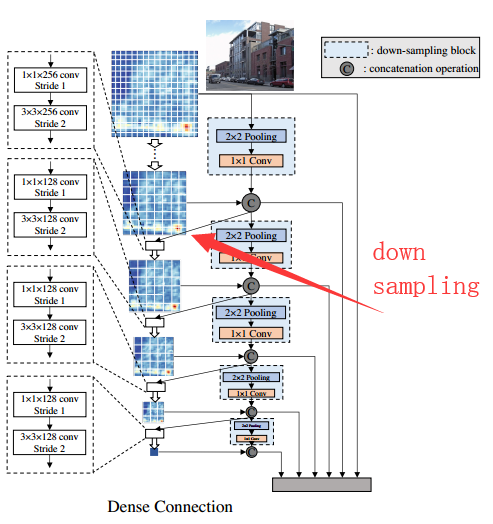 : down-sampling block
C : concatenation operation
1×1×256 conv
Stride 1
3×3×256 conv
Stride 2
2×2 Pooling
1×1 Conv
1×1×128 conv
Stride 1
3×3×128 conv
Stride 2
C
2×2 Pooling
1×1 Conv
down
sampling
1×1×128 conv
Stride 1
3×3×128 conv
Stride 2
C
2×2 Pooling
1×1 Conv
C
2×2 Pooling
1×1 Conv
1×1×128 conv
Stride 1
3×3×128 conv
Stride 2
C
2x2 Pooling
1x1 Conv
C
Dense Connection